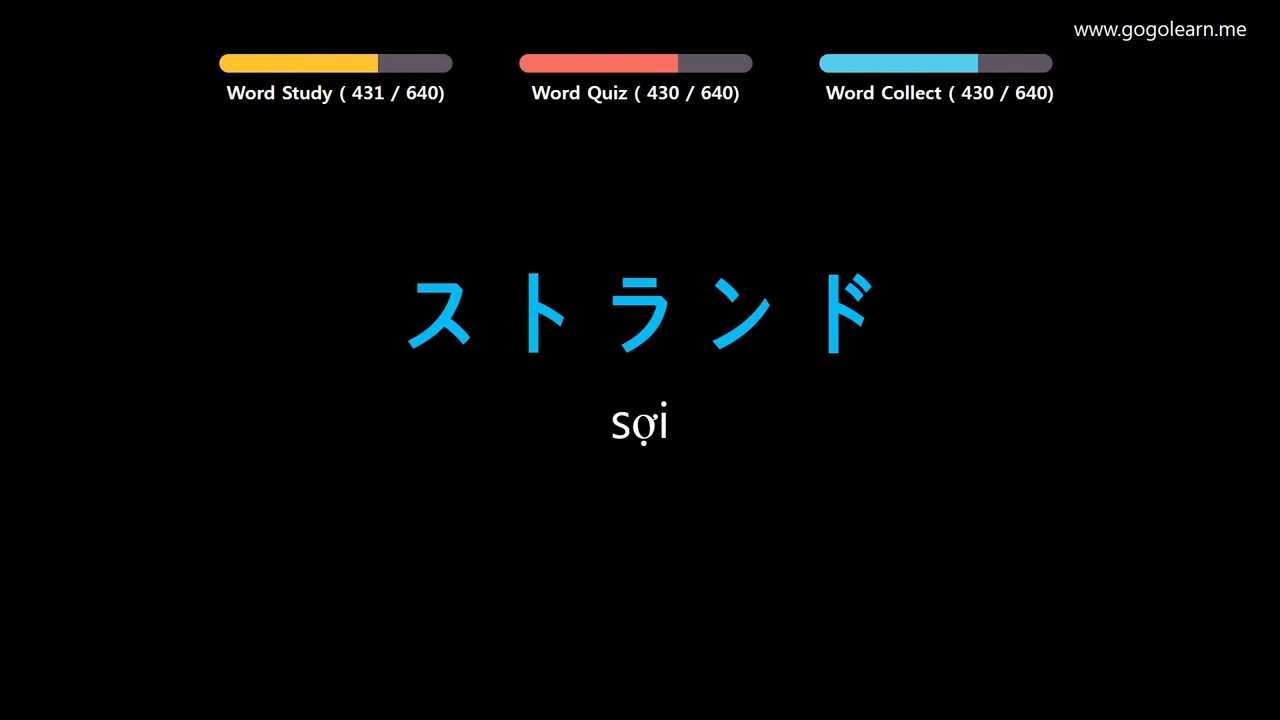 www.gogolearn.me
Word Study ( 431 / 640)
Word Quiz ( 430 / 640)
Word Collect ( 430 / 640)
ストランド
sợi